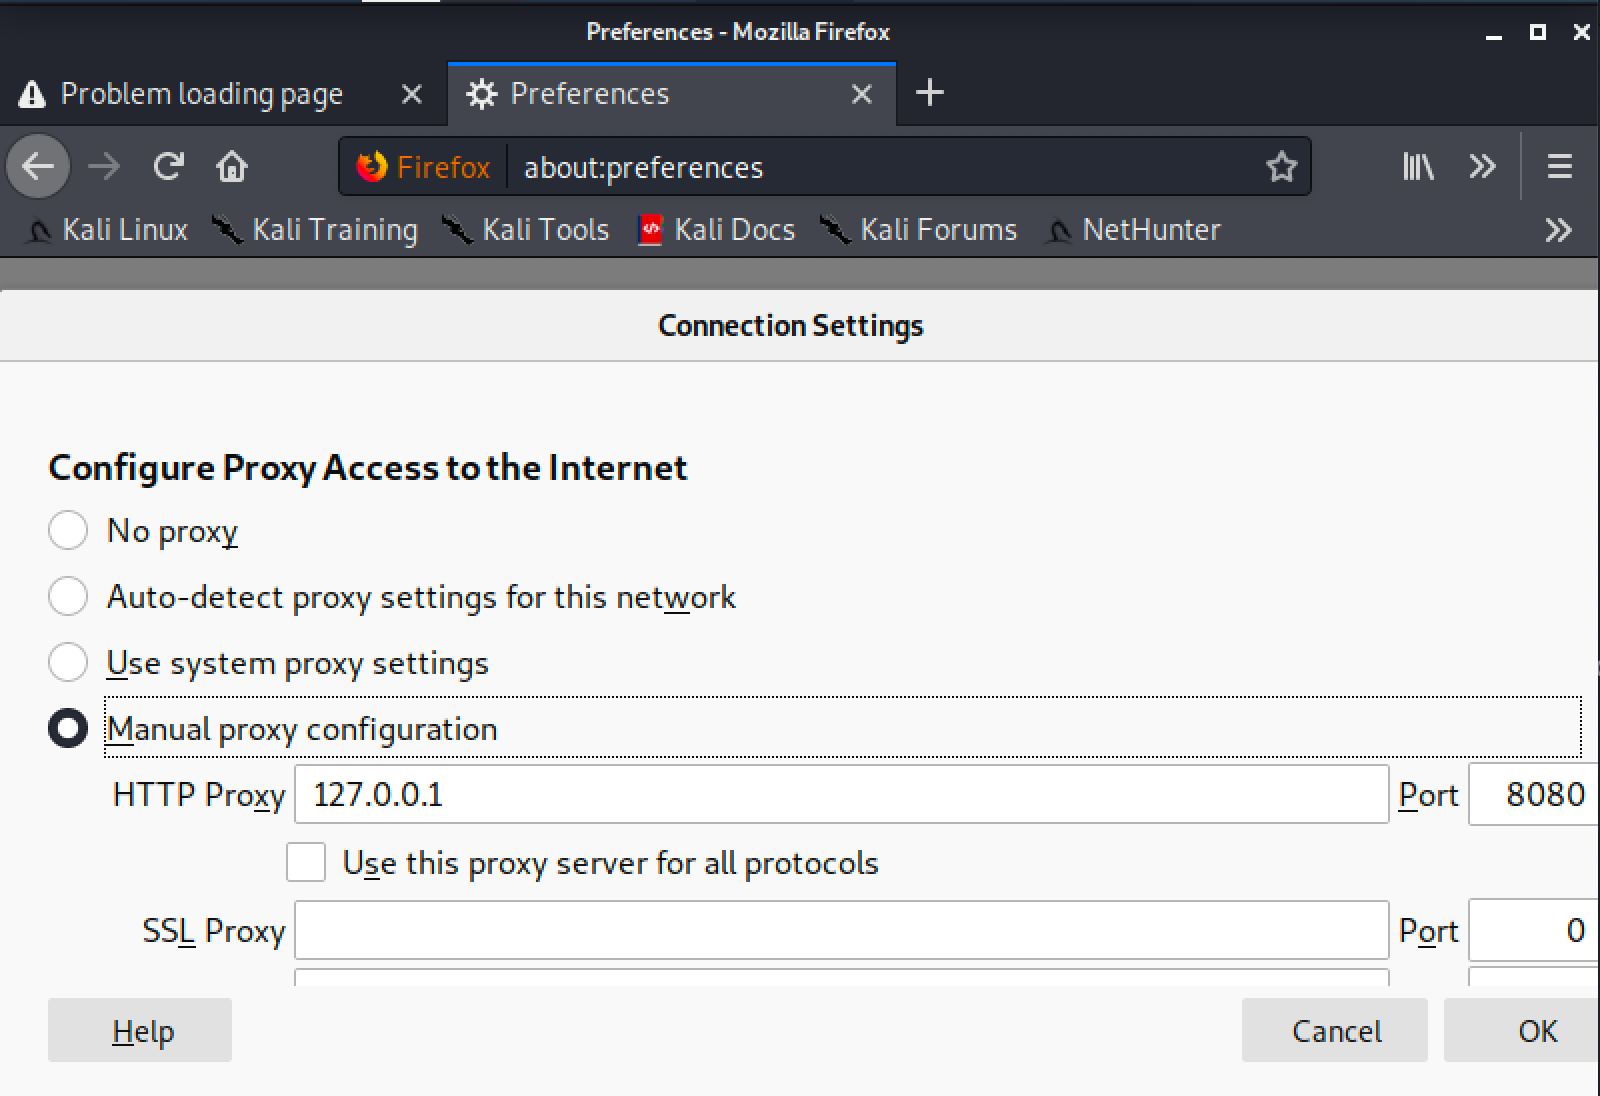 Preferences - Mozilla Firefox
Problem loading page
Preferences
Firefox about:preferences
Kali Linux Kali Training Kali Tools Kali Docs Kali Forums NetHunter
Connection Settings
Configure Proxy Access to the Internet
No proxy
Auto-detect proxy settings for this network
Use system proxy settings
Manual proxy configuration
HTTP Proxy 127.0.0.1 Port 8080
Use this proxy server for all protocols
SSL Proxy Port 0
Help Cancel OK